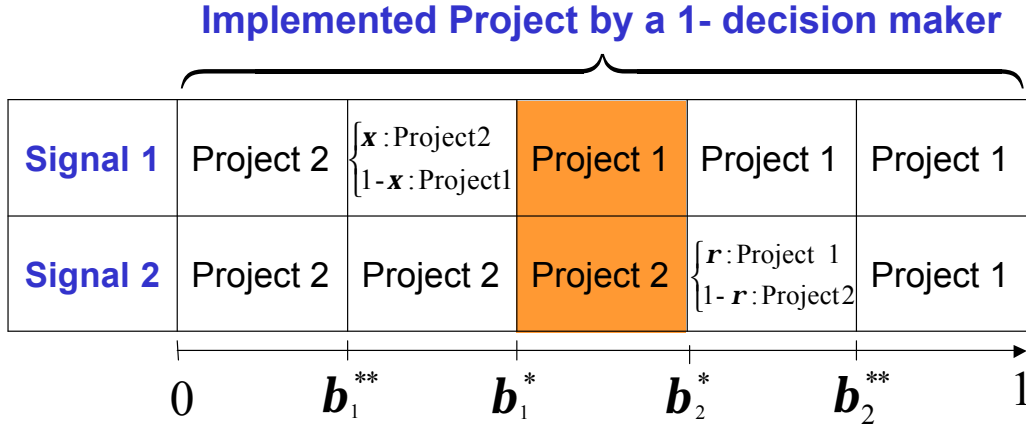 Implemented Project by a 1- decision maker
Signal 1 Project 2 x : Project2 Project 1 Project 1 Project 1
1- x : Project1
Signal 2 Project 2 Project 2 Project 2 r : Project 1 Project 1
1- r : Project2
0 b₁** b₁* b₂* b₂** 1